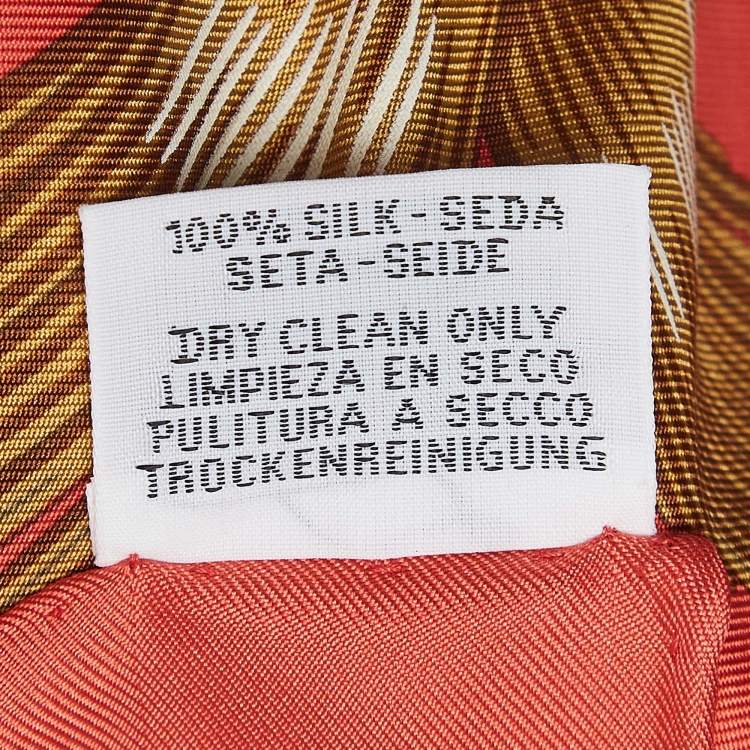 100% SILK - SEDA
SETA - SEIDE
DRY CLEAN ONLY
LIMPIEZA EN SECO
PULITURA A SECCO
TROCKENREINIGUNG